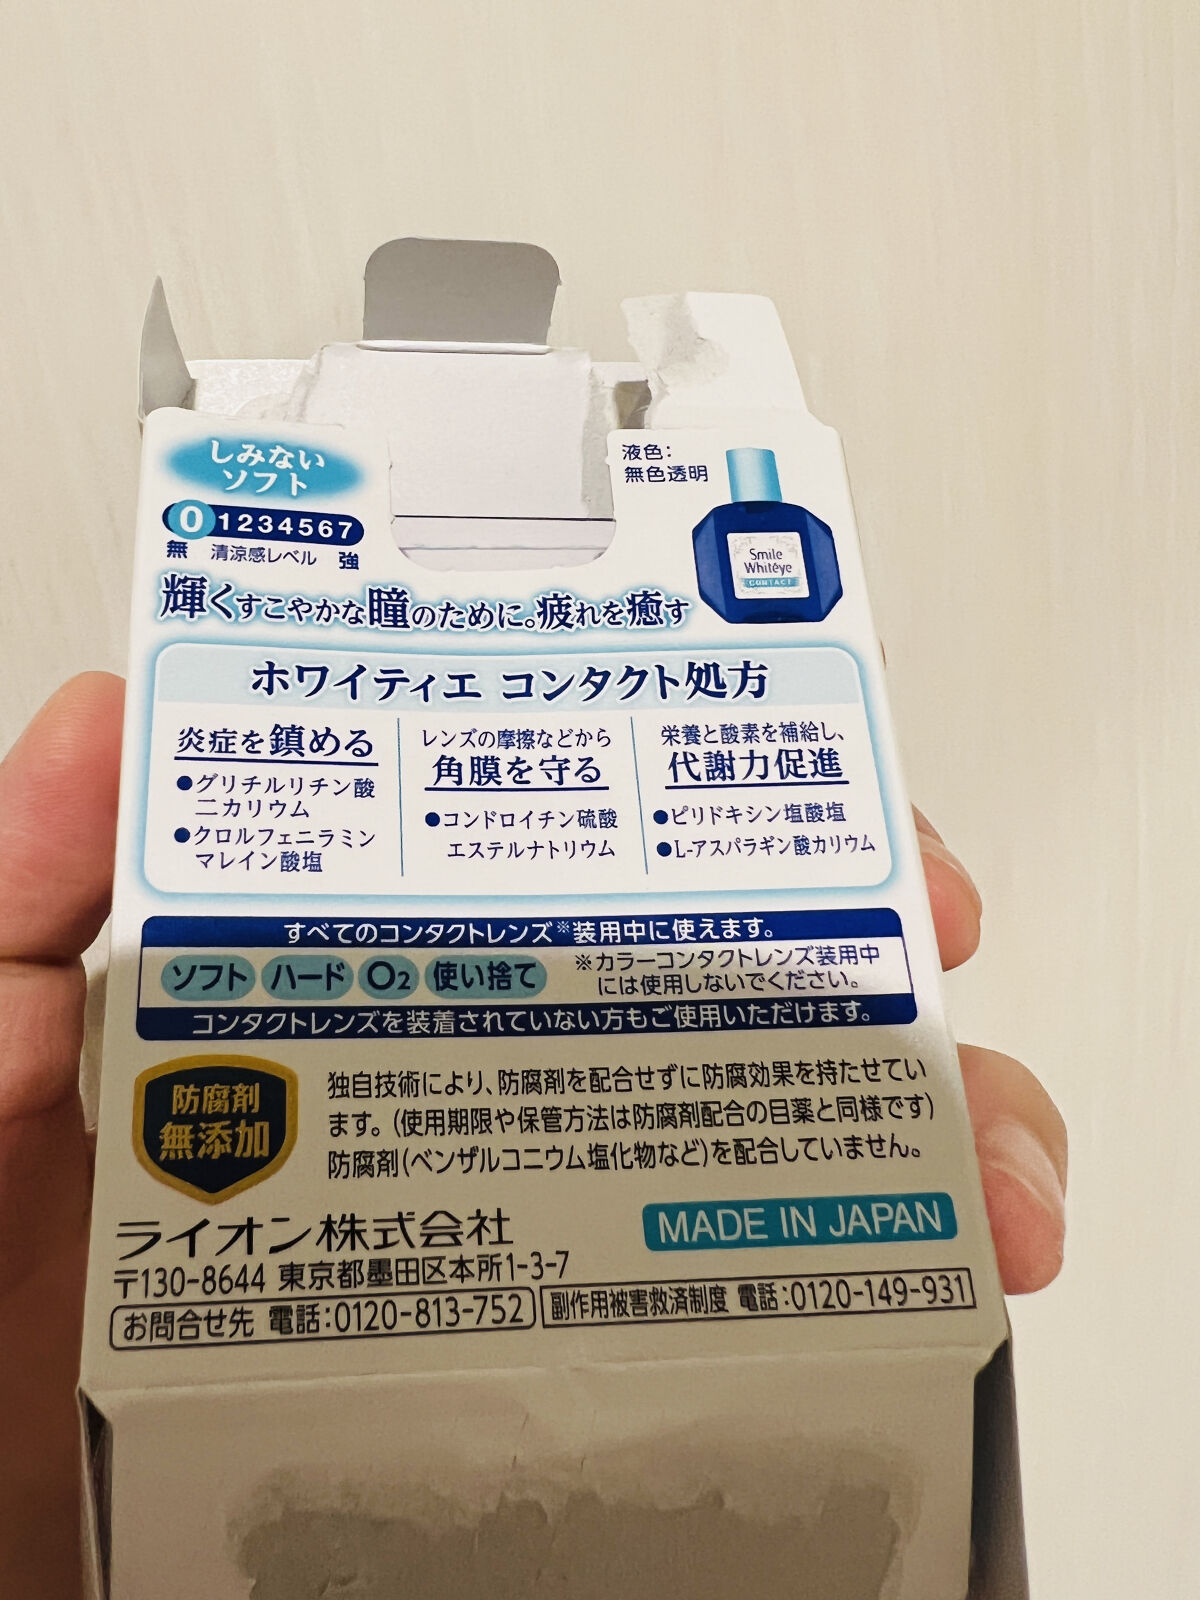 しみない
ソフト
0 1 2 3 4 5 6 7
無 清涼感レベル 強
液色：
無色透明
Smile
Whiteye
CONTACT
輝くすこやかな瞳のために。疲れを癒す
ホワイティエ コンタクト処方
炎症を鎮める
●グリチルリチン酸
二カリウム
●クロルフェニラミン
マレイン酸塩
レンズの摩擦などから
角膜を守る
●コンドロイチン硫酸
エステルナトリウム
栄養と酸素を補給し、
代謝力促進
●ピリドキシン塩酸塩
●L-アスパラギン酸カリウム
すべてのコンタクトレンズ※装用中に使えます。
ソフト ハード O2 使い捨て
※カラーコンタクトレンズ装用中
には使用しないでください。
コンタクトレンズを装着されていない方もご使用いただけます。
防腐剤
無添加
独自技術により、防腐剤を配合せずに防腐効果を持たせてい
ます。（使用期限や保管方法は防腐剤配合の目薬と同様です）
防腐剤（ベンザルコニウム塩化物など）を配合していません。
ライオン株式会社
〒130-8644 東京都墨田区本所1-3-7
MADE IN JAPAN
お問合せ先 電話：0120-813-752
副作用被害救済制度 電話：0120-149-931